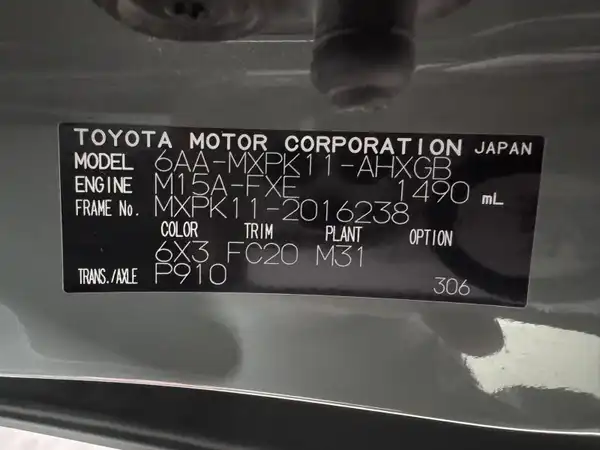 TOYOTA MOTOR CORPORATION JAPAN
MODEL 6AA-MXPK11-AHXGB
ENGINE M15A-FXE 1490 mL
FRAME No. MXPK11-2016238
COLOR TRIM PLANT OPTION
6X3 FC20 M31
TRANS./AXLE P910 306